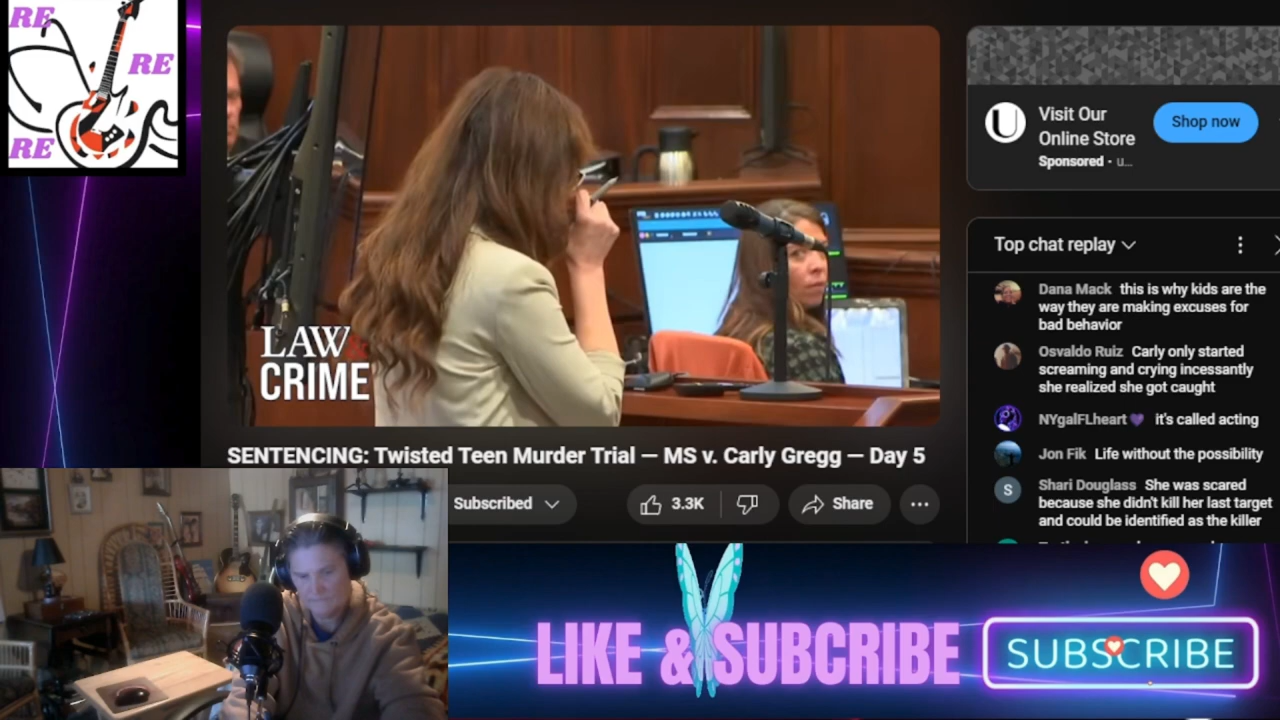 RE
RE
RE
LAW&
CRIME
SENTENCING: Twisted Teen Murder Trial — MS v. Carly Gregg — Day 5
Subscribed
3.3K
Share
Visit Our
Online Store
Sponsored · u...
Shop now
Top chat replay
Dana Mack this is why kids are the
way they are making excuses for
bad behavior
Osvaldo Ruiz Carly only started
screaming and crying incessantly
she realized she got caught
NYgalFLheart💜 it's called acting
Jon Fik Life without the possibility
S
Shari Douglass She was scared
because she didn't kill her last target
and could be identified as the killer
LIKE & SUBCRIBE
SUBSCRIBE